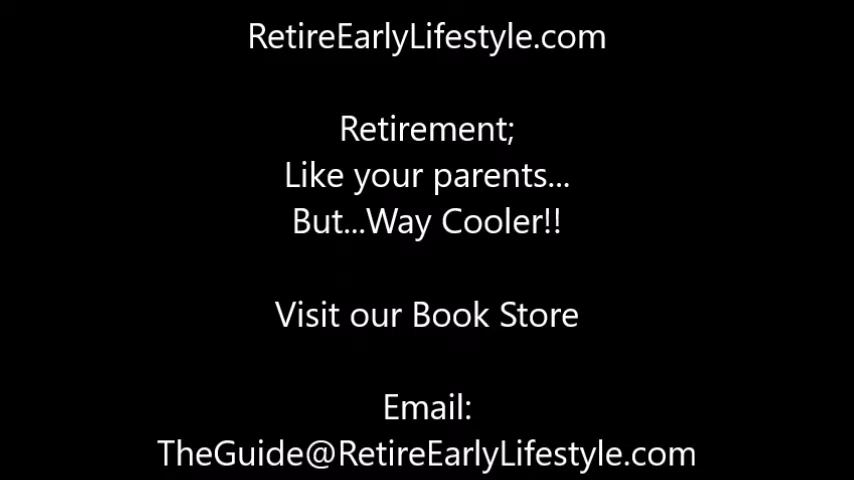 RetireEarlyLifestyle.com
Retirement;
Like your parents...
But...Way Cooler!!
Visit our Book Store
Email:
TheGuide@RetireEarlyLifestyle.com